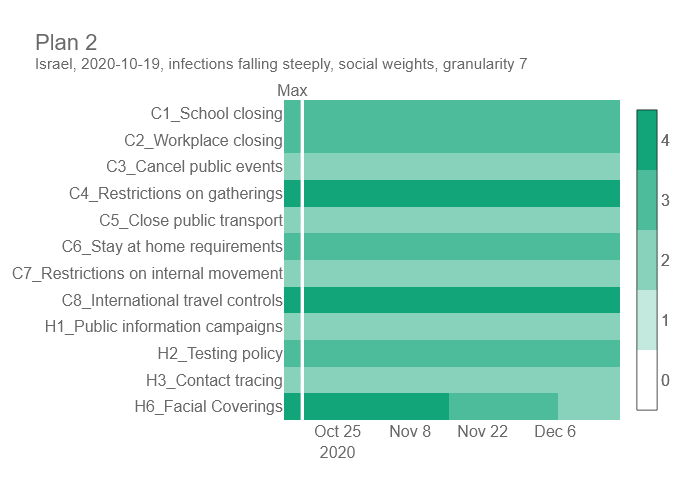 Plan 2
Israel, 2020-10-19, infections falling steeply, social weights, granularity 7
Max
C1_School closing
C2_Workplace closing
C3_Cancel public events
C4_Restrictions on gatherings
C5_Close public transport
C6_Stay at home requirements
C7_Restrictions on internal movement
C8_International travel controls
H1_Public information campaigns
H2_Testing policy
H3_Contact tracing
H6_Facial Coverings
Oct 25 Nov 8 Nov 22 Dec 6
2020
4
3
2
1
0